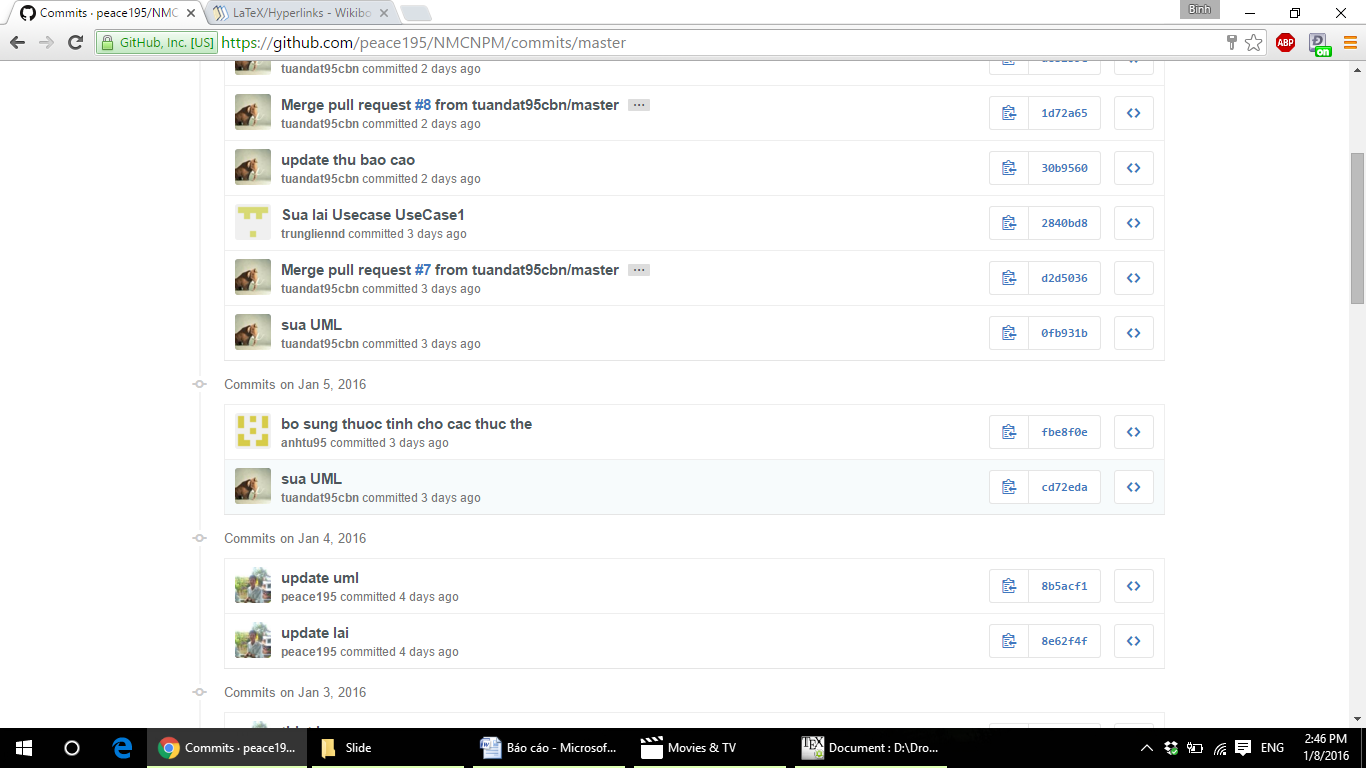 Commits · peace195/NMC
LaTeX/Hyperlinks - Wikibo
Binh
GitHub, Inc. [US]
https://github.com/peace195/NMCNPM/commits/master
ABP
on
tuandat95cbn committed 2 days ago
Merge pull request #8 from tuandat95cbn/master ...
tuandat95cbn committed 2 days ago
1d72a65
update thu bao cao
tuandat95cbn committed 2 days ago
30b9560
Sua lai Usecase UseCase1
trungliennd committed 3 days ago
2840bd8
Merge pull request #7 from tuandat95cbn/master ...
tuandat95cbn committed 3 days ago
d2d5036
sua UML
tuandat95cbn committed 3 days ago
0fb931b
Commits on Jan 5, 2016
bo sung thuoc tinh cho cac thuc the
anhtu95 committed 3 days ago
fbe8f0e
sua UML
tuandat95cbn committed 3 days ago
cd72eda
Commits on Jan 4, 2016
update uml
peace195 committed 4 days ago
8b5acf1
update lai
peace195 committed 4 days ago
8e62f4f
Commits on Jan 3, 2016
Commits · peace19...
Slide
Báo cáo - Microsof...
Movies & TV
TEX
Document : D:\Dro...
ENG
2:46 PM
1/8/2016